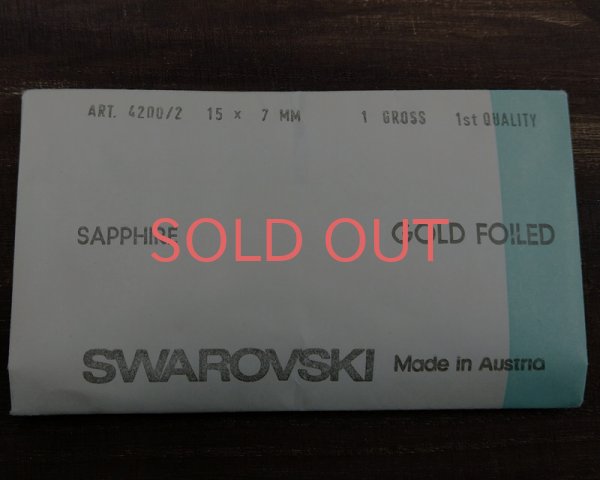 ART. 4200/2 15 × 7 MM 1 GROSS 1st QUALITY
SAPPHIRE GOLD FOILED
SOLD OUT
SWAROVSKI Made in Austria